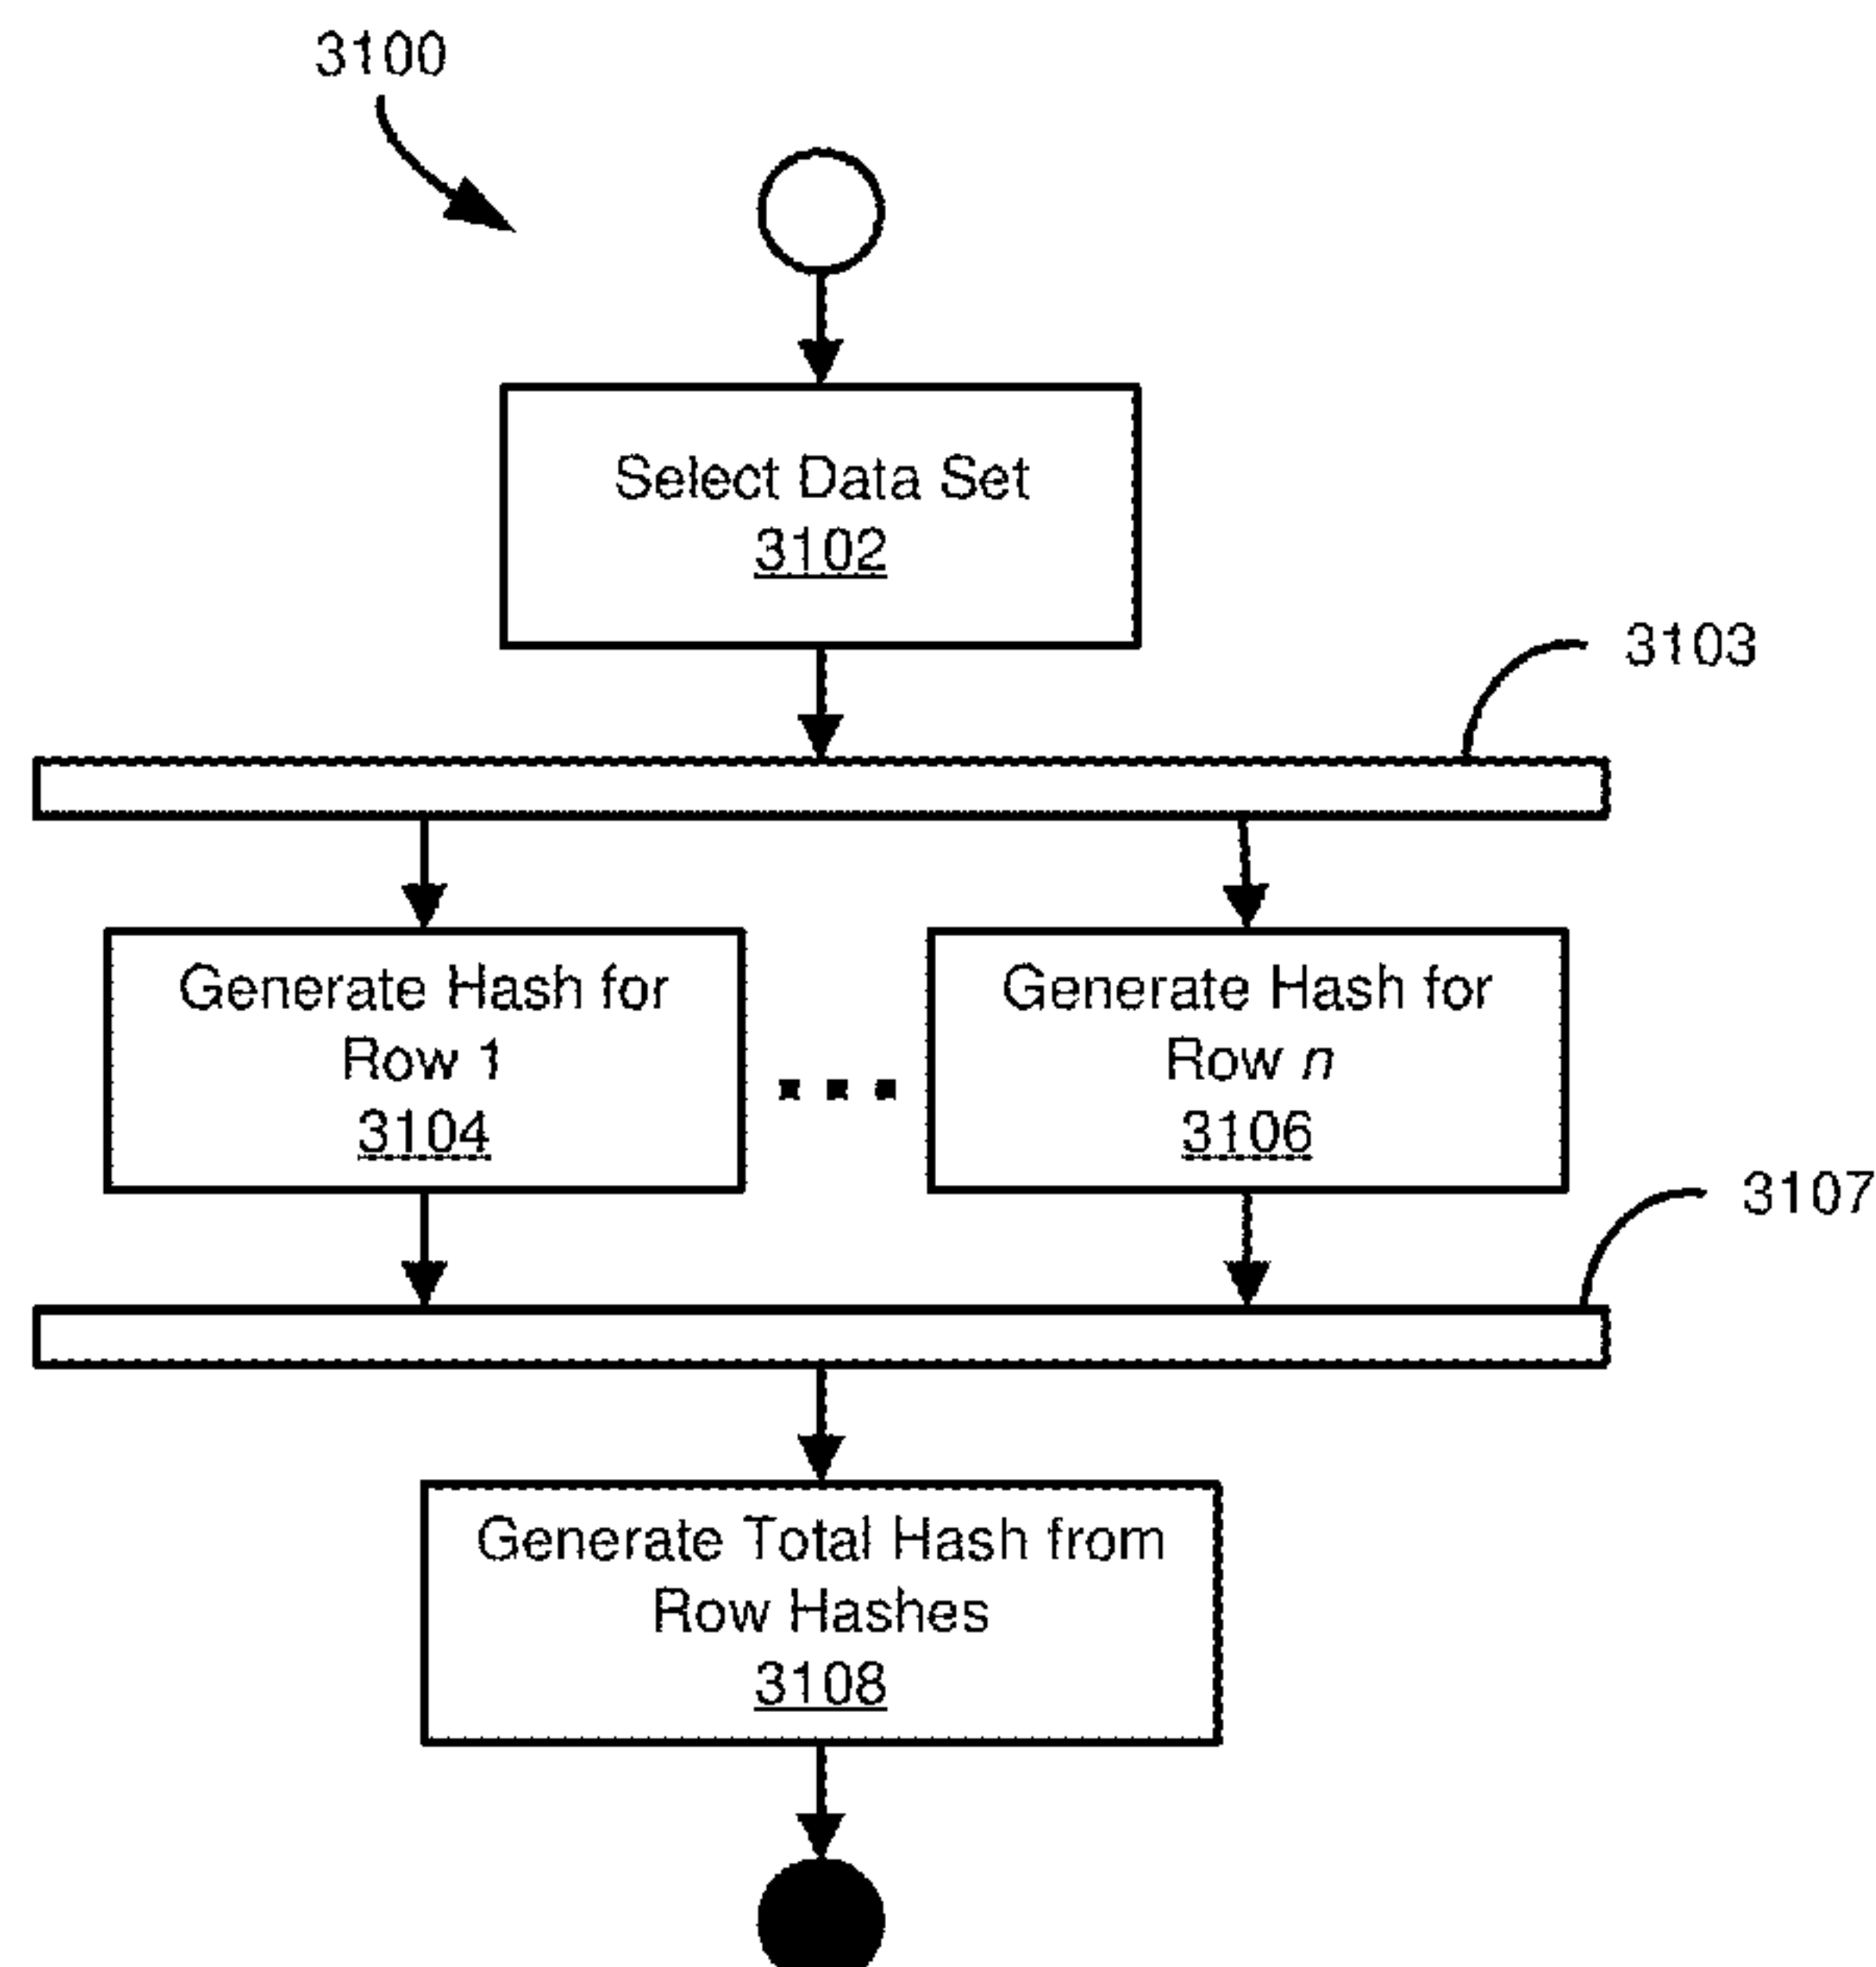 3100
Select Data Set
3102
3103
Generate Hash for
Row 1
3104
Generate Hash for
Row n
3106
3107
Generate Total Hash from
Row Hashes
3108